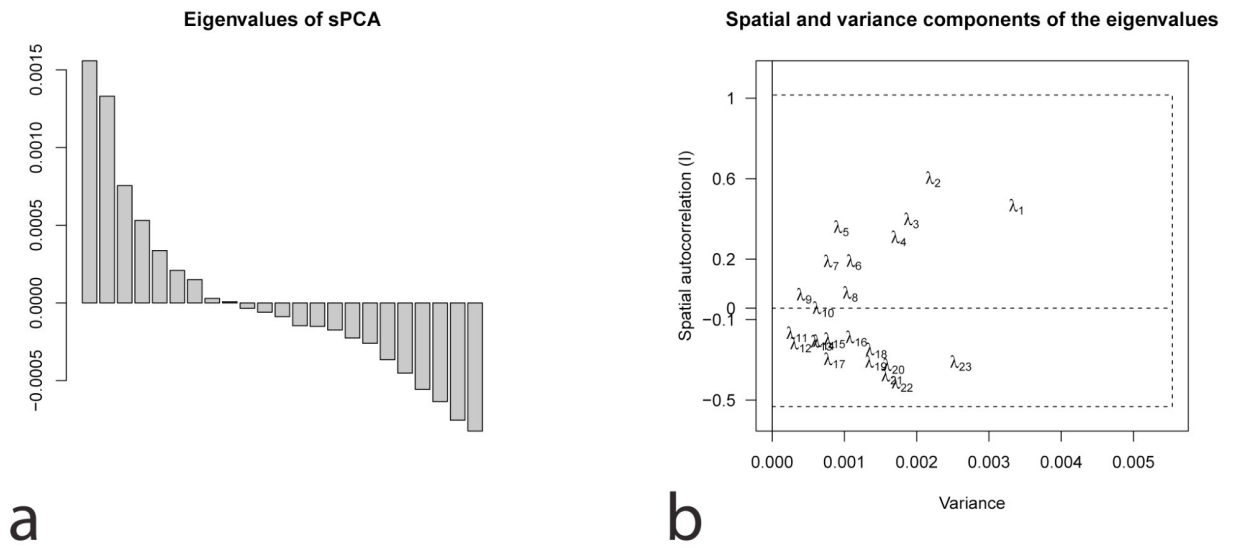 Eigenvalues of sPCA
0.0015
0.0010
0.0005
0.0000
−0.0005
a
Spatial and variance components of the eigenvalues
Spatial autocorrelation (I)
1
0.6
0.2
0
−0.1
−0.5
λ2
λ1
λ3
λ5
λ4
λ7
λ6
λ9
λ8
λ10
λ11
λ12
λ13
λ14
λ15
λ16
λ17
λ18
λ19
λ20
λ21
λ22
λ23
0.000 0.001 0.002 0.003 0.004 0.005
Variance
b